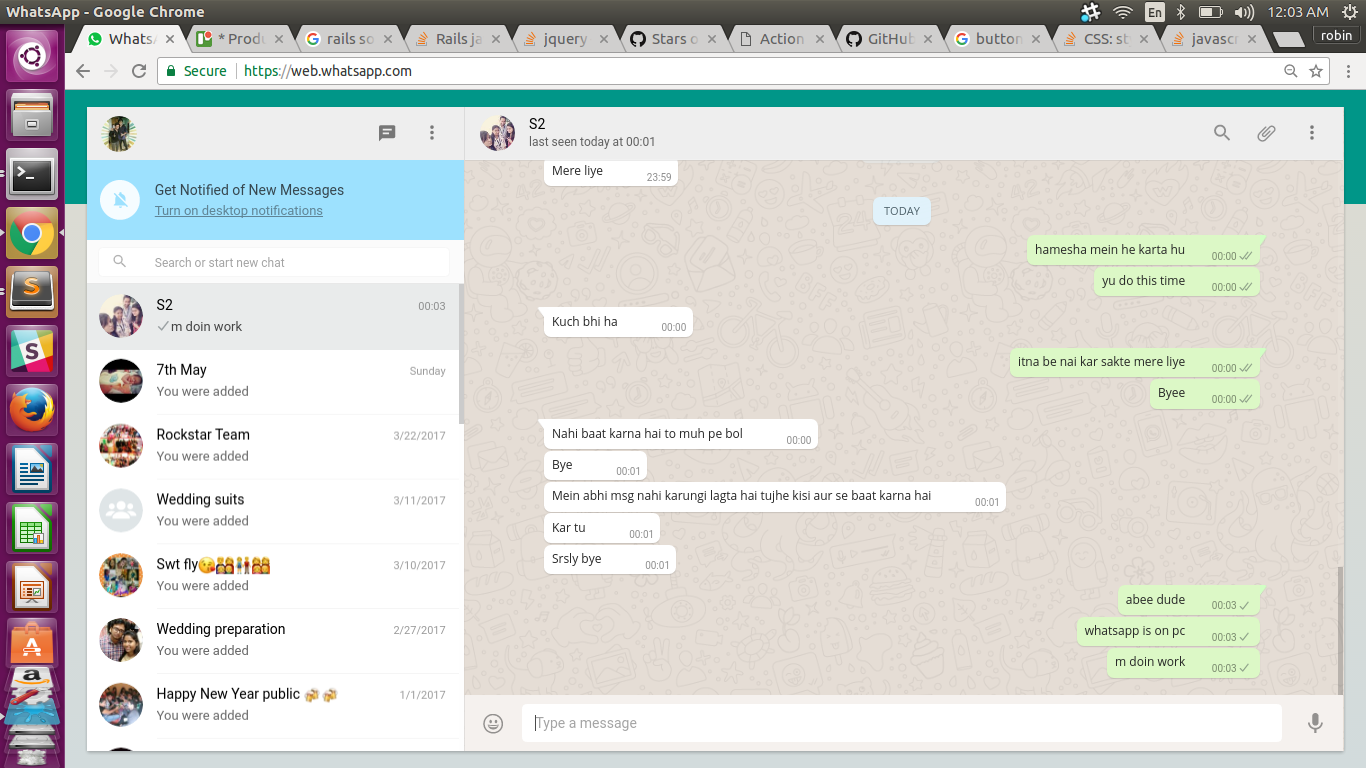 WhatsApp - Google Chrome
En
12:03 AM
WhatsA
* Produ
rails so
Rails ja
jquery
Stars o
Action
GitHub
button
CSS: st
javascr
robin
Secure
https://web.whatsapp.com
Get Notified of New Messages
Turn on desktop notifications
Search or start new chat
S2
00:03
m doin work
7th May
Sunday
You were added
Rockstar Team
3/22/2017
You were added
Wedding suits
3/11/2017
You were added
Swt fly😘👭👫👭
3/10/2017
You were added
Wedding preparation
2/27/2017
You were added
Happy New Year public 🍻 🍻
1/1/2017
You were added
S2
last seen today at 00:01
Mere liye
23:59
TODAY
hamesha mein he karta hu
00:00
yu do this time
00:00
Kuch bhi ha
00:00
itna be nai kar sakte mere liye
00:00
Byee
00:00
Nahi baat karna hai to muh pe bol
00:00
Bye
00:01
Mein abhi msg nahi karungi lagta hai tujhe kisi aur se baat karna hai
00:01
Kar tu
00:01
Srsly bye
00:01
abee dude
00:03
whatsapp is on pc
00:03
m doin work
00:03
Type a message